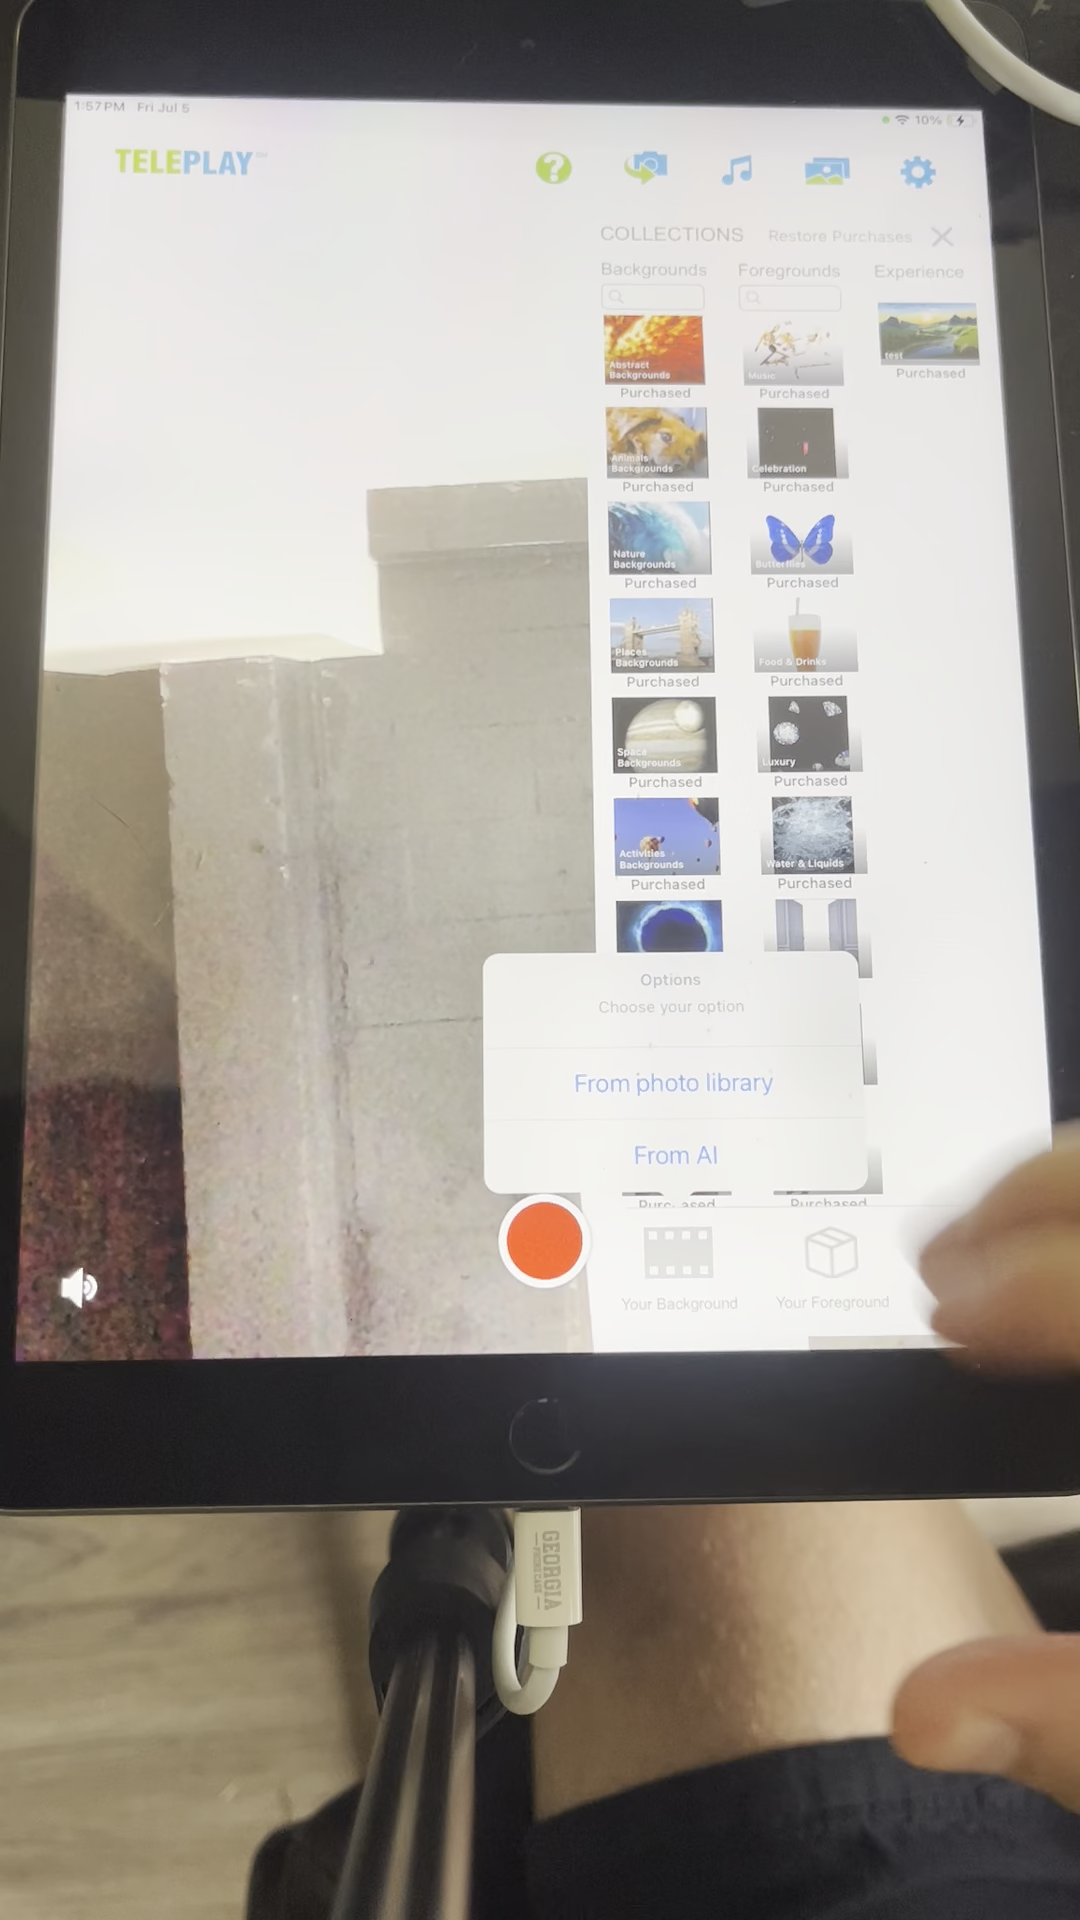 1:57 PM Fri Jul 5
10%
TELEPLAY
COLLECTIONS Restore Purchases
Backgrounds Foregrounds Experience
Abstract
Backgrounds
Music
test
Purchased Purchased Purchased
Animals
Backgrounds
Celebration
Purchased Purchased
Nature
Backgrounds
Butterflies
Purchased Purchased
Places
Backgrounds
Food & Drinks
Purchased Purchased
Space
Backgrounds
Luxury
Purchased Purchased
Activities
Backgrounds
Water & Liquids
Purchased Purchased
Options
Choose your option
From photo library
From AI
Purchased Purchased
Your Background Your Foreground
GEORGIA